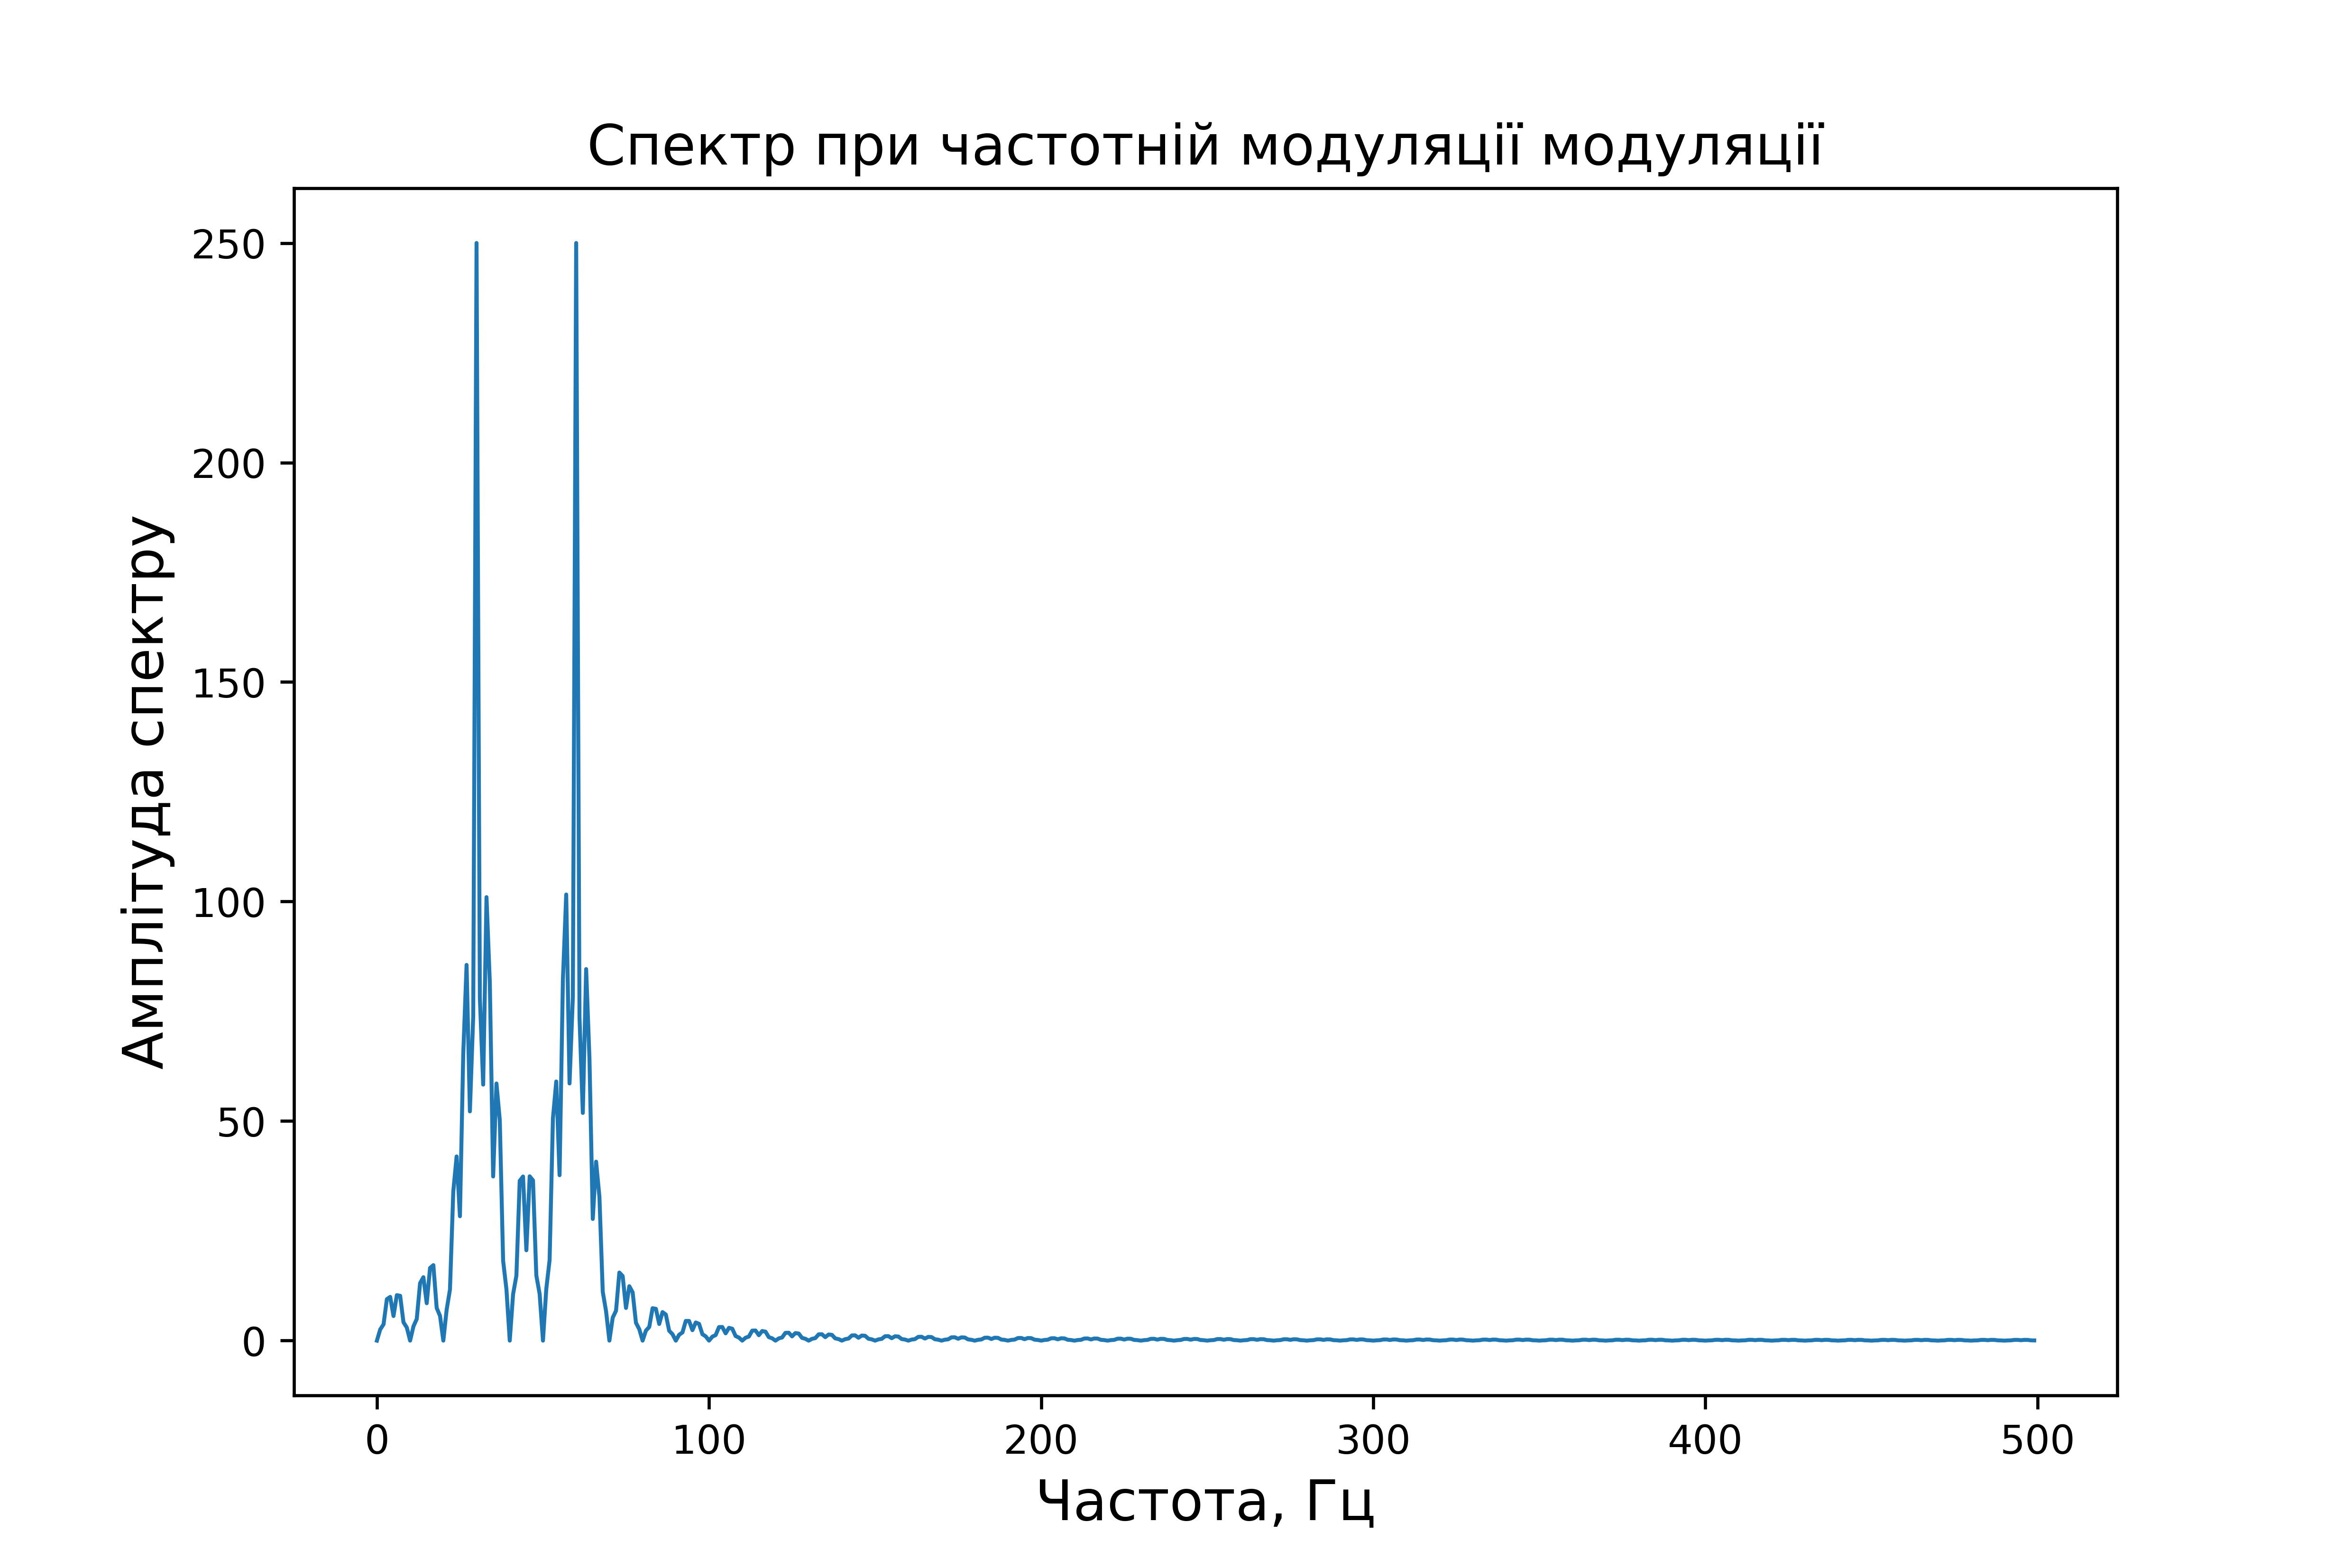 Спектр при частотній модуляції модуляції
250
200
150
100
50
0
Амплітуда спектру
0 100 200 300 400 500
Частота, Гц